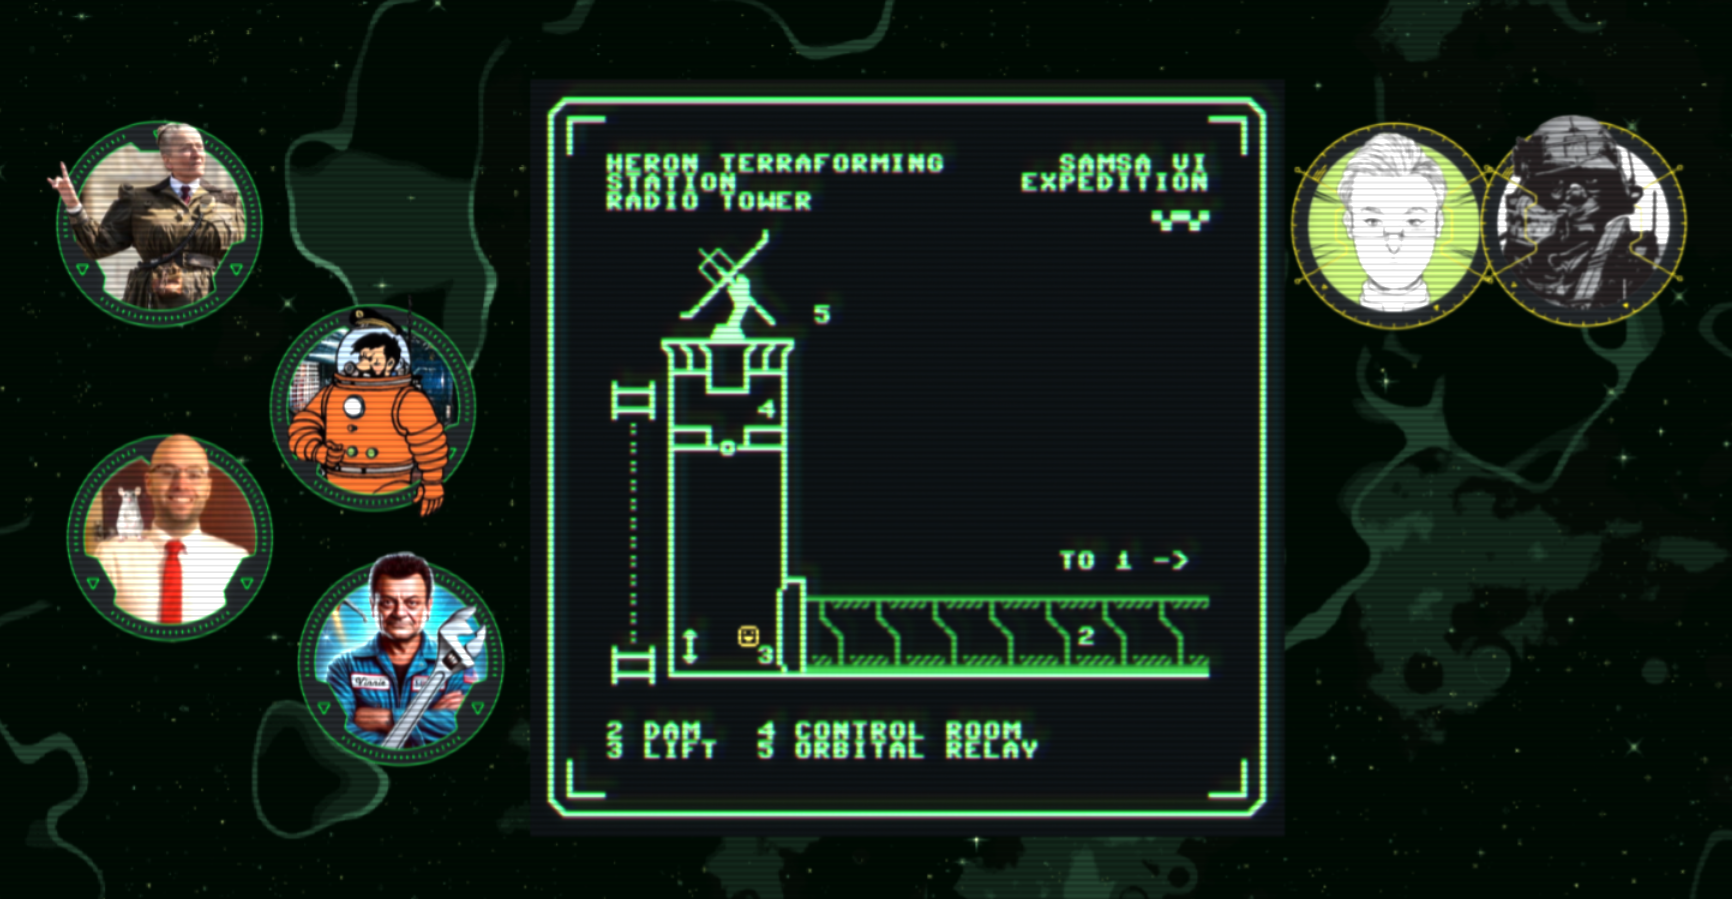 HERON TERRAFORMING
STATION
RADIO TOWER
SAMSA VI
EXPEDITION
5
4
TO 1 ->
2
3
2 DAM 4 CONTROL ROOM
3 LIFT 5 ORBITAL RELAY
Vinnie